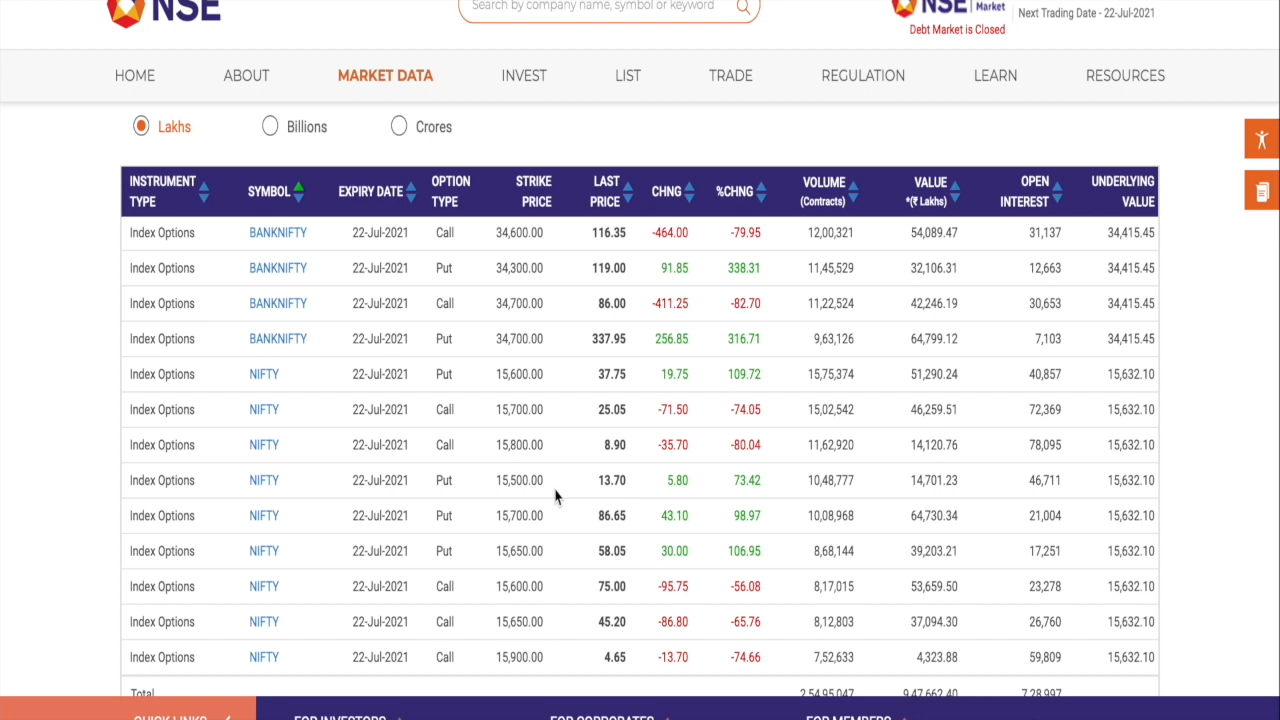 NSE
Search by company name, symbol or keyword
NSE | Market
Next Trading Date - 22-Jul-2021
Debt Market is Closed
HOME ABOUT MARKET DATA INVEST LIST TRADE REGULATION LEARN RESOURCES
Lakhs Billions Crores
INSTRUMENT TYPE SYMBOL EXPIRY DATE OPTION TYPE STRIKE PRICE LAST PRICE CHNG %CHNG VOLUME (Contracts) VALUE *(₹ Lakhs) OPEN INTEREST UNDERLYING VALUE
Index Options BANKNIFTY 22-Jul-2021 Call 34,600.00 116.35 -464.00 -79.95 12,00,321 54,089.47 31,137 34,415.45
Index Options BANKNIFTY 22-Jul-2021 Put 34,300.00 119.00 91.85 338.31 11,45,529 32,106.31 12,663 34,415.45
Index Options BANKNIFTY 22-Jul-2021 Call 34,700.00 86.00 -411.25 -82.70 11,22,524 42,246.19 30,653 34,415.45
Index Options BANKNIFTY 22-Jul-2021 Put 34,700.00 337.95 256.85 316.71 9,63,126 64,799.12 7,103 34,415.45
Index Options NIFTY 22-Jul-2021 Put 15,600.00 37.75 19.75 109.72 15,75,374 51,290.24 40,857 15,632.10
Index Options NIFTY 22-Jul-2021 Call 15,700.00 25.05 -71.50 -74.05 15,02,542 46,259.51 72,369 15,632.10
Index Options NIFTY 22-Jul-2021 Call 15,800.00 8.90 -35.70 -80.04 11,62,920 14,120.76 78,095 15,632.10
Index Options NIFTY 22-Jul-2021 Put 15,500.00 13.70 5.80 73.42 10,48,777 14,701.23 46,711 15,632.10
Index Options NIFTY 22-Jul-2021 Put 15,700.00 86.65 43.10 98.97 10,08,968 64,730.34 21,004 15,632.10
Index Options NIFTY 22-Jul-2021 Put 15,650.00 58.05 30.00 106.95 8,68,144 39,203.21 17,251 15,632.10
Index Options NIFTY 22-Jul-2021 Call 15,600.00 75.00 -95.75 -56.08 8,17,015 53,659.50 23,278 15,632.10
Index Options NIFTY 22-Jul-2021 Call 15,650.00 45.20 -86.80 -65.76 8,12,803 37,094.30 26,760 15,632.10
Index Options NIFTY 22-Jul-2021 Call 15,900.00 4.65 -13.70 -74.66 7,52,633 4,323.88 59,809 15,632.10
Total 2,54,95,047 9,47,662.40 7,28,997
QUICK LINKS FOR INVESTORS FOR CORPORATES FOR MEMBERS